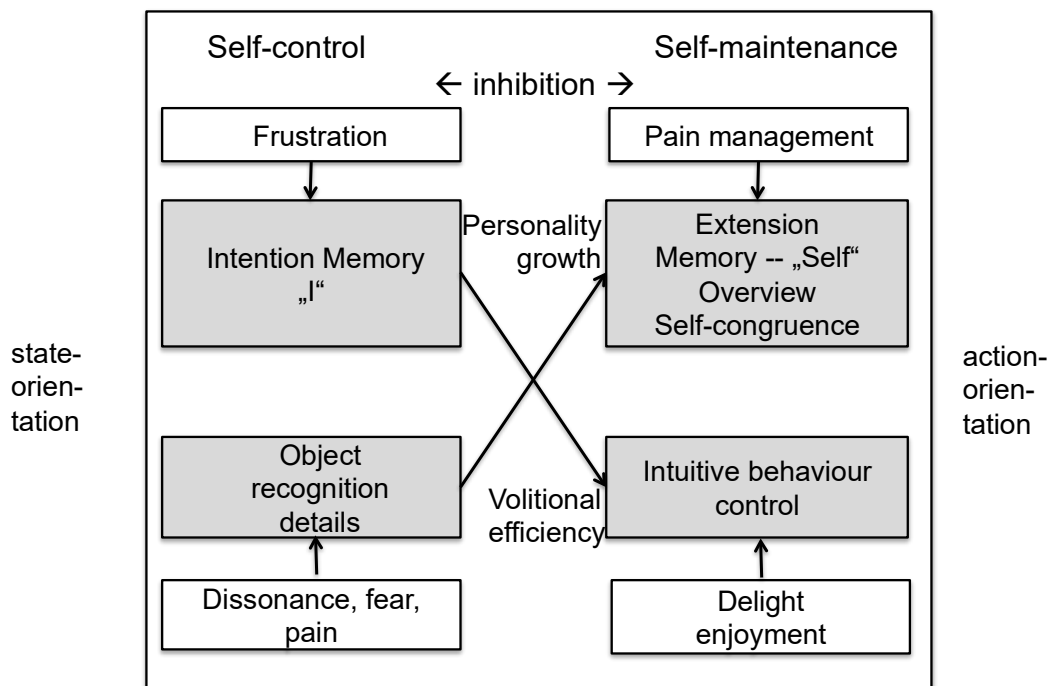 Self-control
Self-maintenance
← inhibition →
Frustration
Pain management
Intention Memory
„I“
Personality
growth
Extension
Memory -- „Self“
Overview
Self-congruence
state-
orien-
tation
action-
orien-
tation
Object
recognition
details
Volitional
efficiency
Intuitive behaviour
control
Dissonance, fear,
pain
Delight
enjoyment